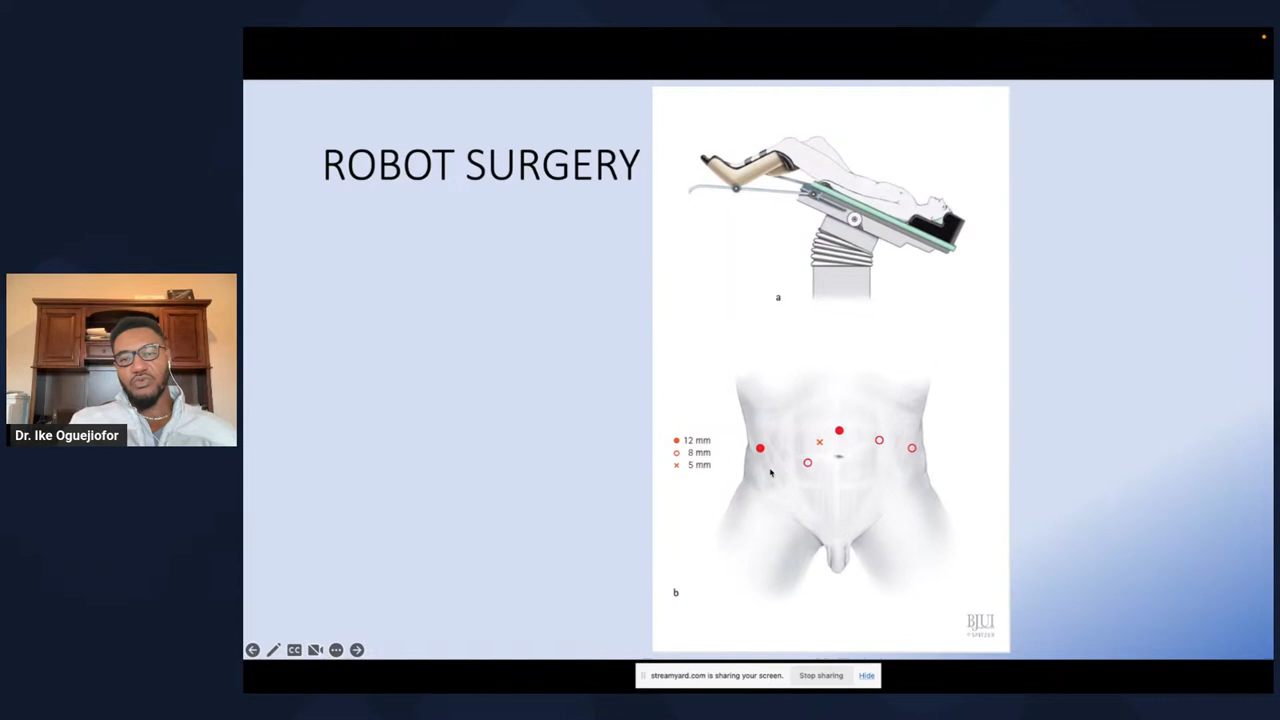 ROBOT SURGERY
a
12 mm
8 mm
5 mm
b
BJUI
Dr. Ike Oguejiofor
CC
streamyard.com is sharing your screen.
Stop sharing
Hide